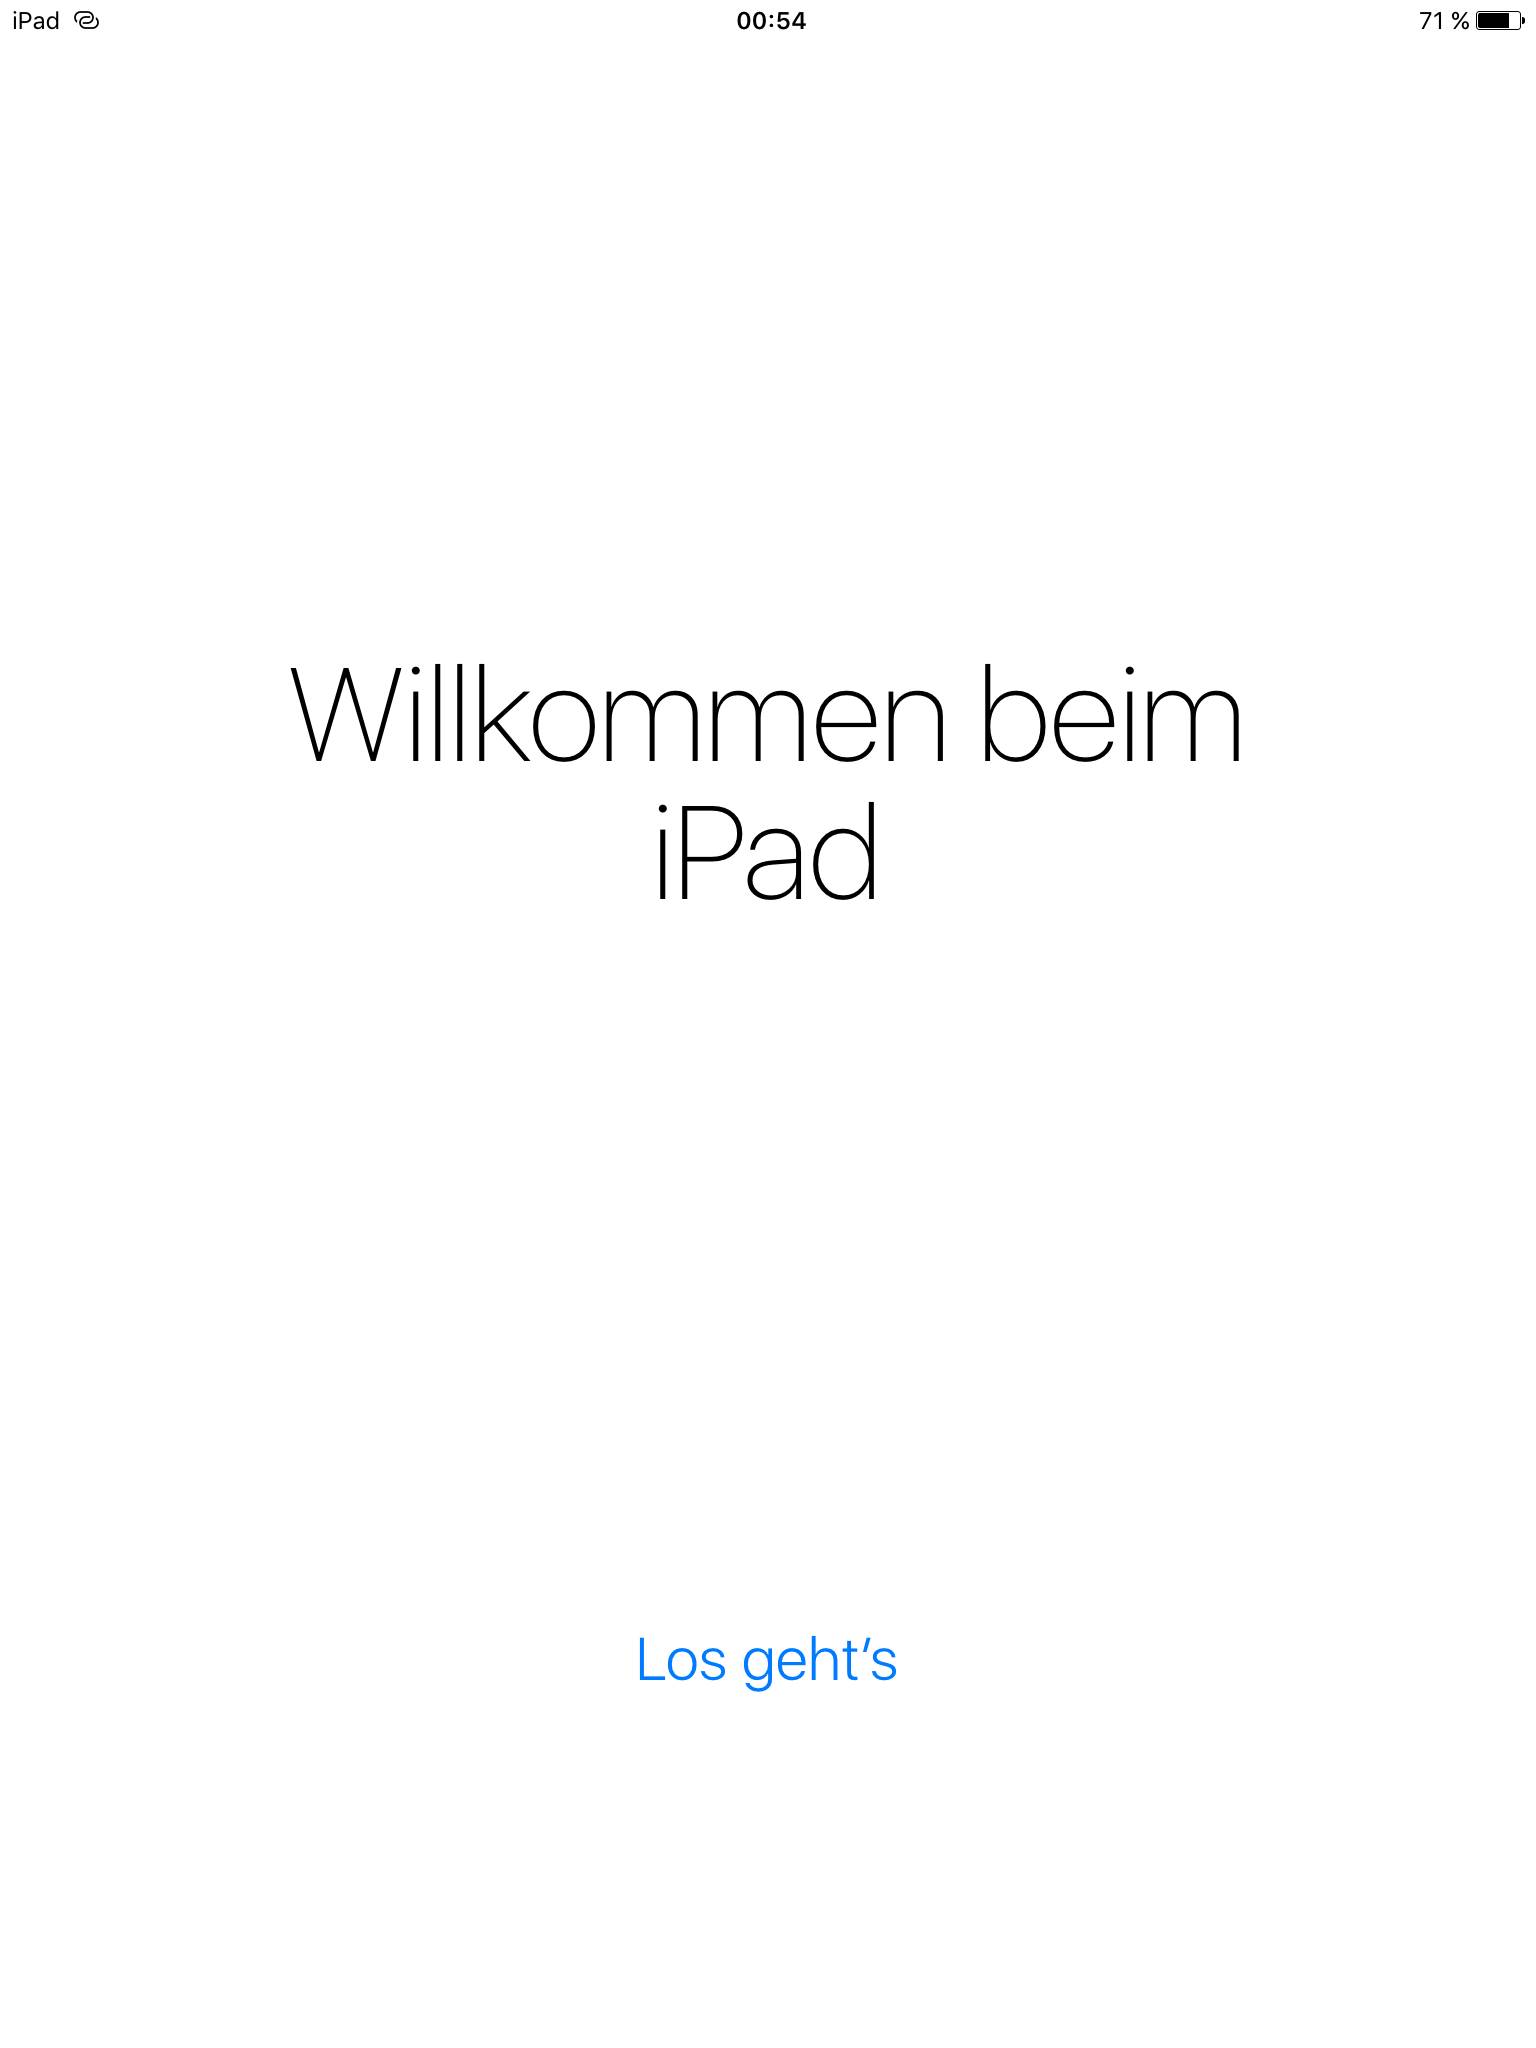 iPad 00:54 71 %
Willkommen beim
iPad
Los geht‘s